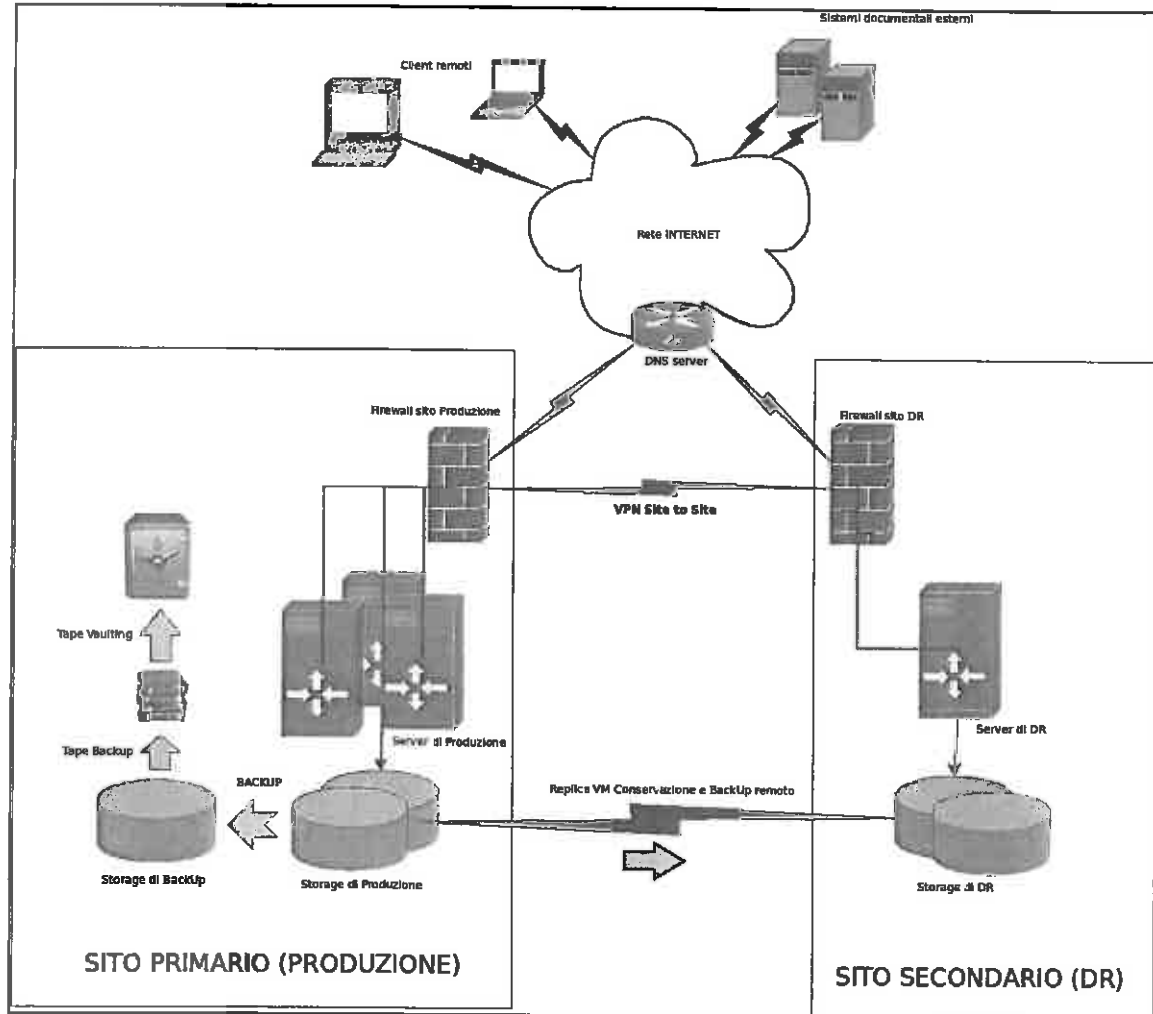 Sistemi documentali esterni
Client remoti
Rete INTERNET
DNS server
Firewall sito Produzione
Firewall sito DR
VPN Site to Site
Tape Vaulting
Server di Produzione
Server di DR
Tape Backup
BACKUP
Replica VM Conservazione e BackUp remoto
Storage di BackUp
Storage di Produzione
Storage di DR
SITO PRIMARIO (PRODUZIONE)
SITO SECONDARIO (DR)